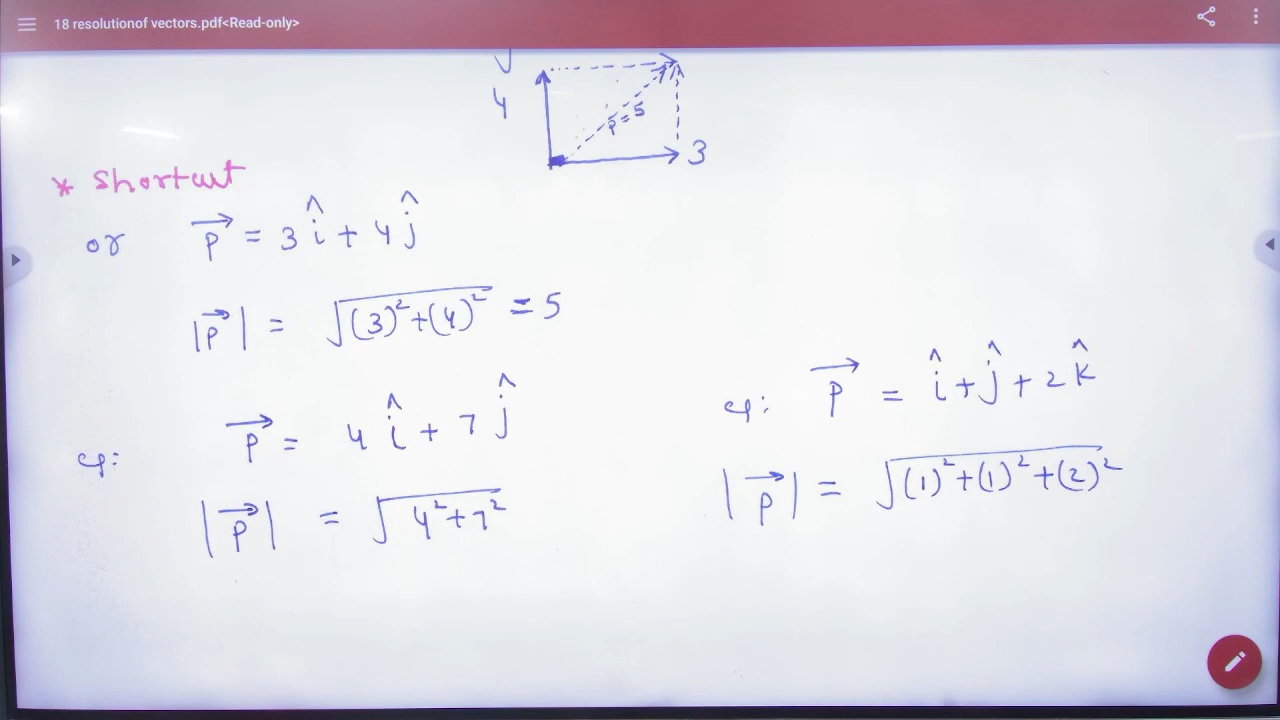 18 resolutionof vectors.pdf<Read-only>
4
P = 5
3
* Shortcut
or P⃗ = 3î + 4ĵ
|P⃗| = √(3)²+(4)² = 5
eg: P⃗ = 4î + 7ĵ
|P⃗| = √4²+7²
eg: P⃗ = î+ĵ+2k̂
|P⃗| = √(1)²+(1)²+(2)²